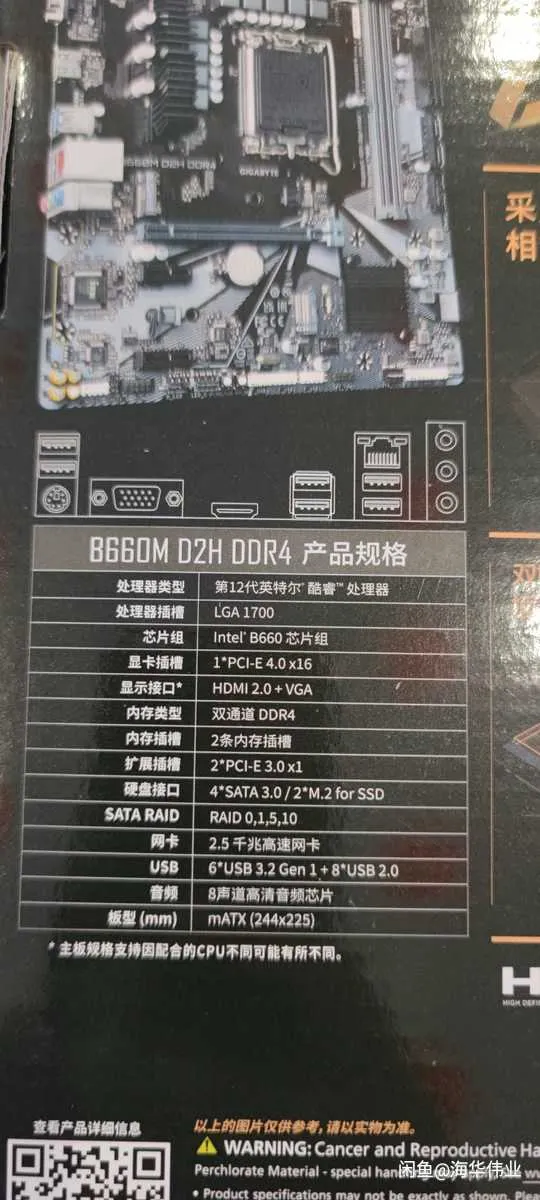 B660M D2H DDR4
GIGABYTE
采
相
B660M D2H DDR4 产品规格
处理器类型 第12代英特尔® 酷睿™ 处理器
处理器插槽 LGA 1700
芯片组 Intel® B660 芯片组
显卡插槽 1*PCI-E 4.0 x16
显示接口* HDMI 2.0 + VGA
内存类型 双通道 DDR4
内存插槽 2条内存插槽
扩展插槽 2*PCI-E 3.0 x1
硬盘接口 4*SATA 3.0 / 2*M.2 for SSD
SATA RAID RAID 0,1,5,10
网卡 2.5 千兆高速网卡
USB 6*USB 3.2 Gen 1 + 8*USB 2.0
音频 8声道高清音频芯片
板型 (mm) mATX (244x225)
* 主板规格支持因配合的CPU不同可能有所不同。
双
H
HIGH DEFI
查看产品详细信息
以上的图片仅供参考，请以实物为准。
WARNING: Cancer and Reproductive Ha
Perchlorate Material - special hand
• Product specifications may not be exactly
闲鱼@海华伟业